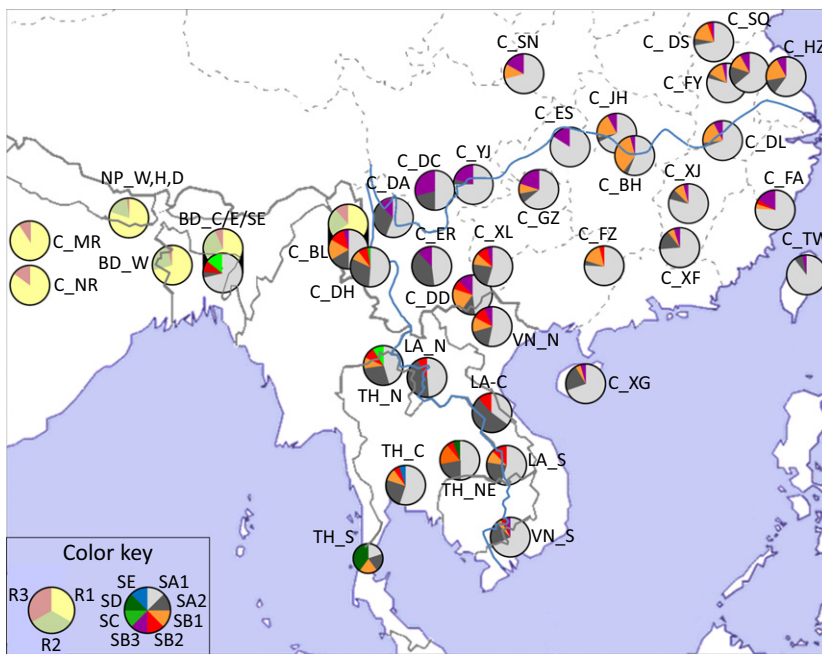 C_SQ
C_ DS
C_HZ
C_SN
C_FY
C_JH
C_ES
C_DL
C_DC
C_YJ
C_BH
C_XJ
NP_W,H,D
C_DA
C_GZ
C_FA
BD_C/E/SE
C_MR
C_BL
C_ER
C_XL
C_FZ
C_XF
C_TW
BD_W
C_NR
C_DH
C_DD
VN_N
LA_N
TH_N
LA-C
C_XG
TH_C
TH_NE
LA_S
TH_S
VN_S
Color key
SE SA1
R3 R1 SD SA2
SC SB1
R2 SB3 SB2